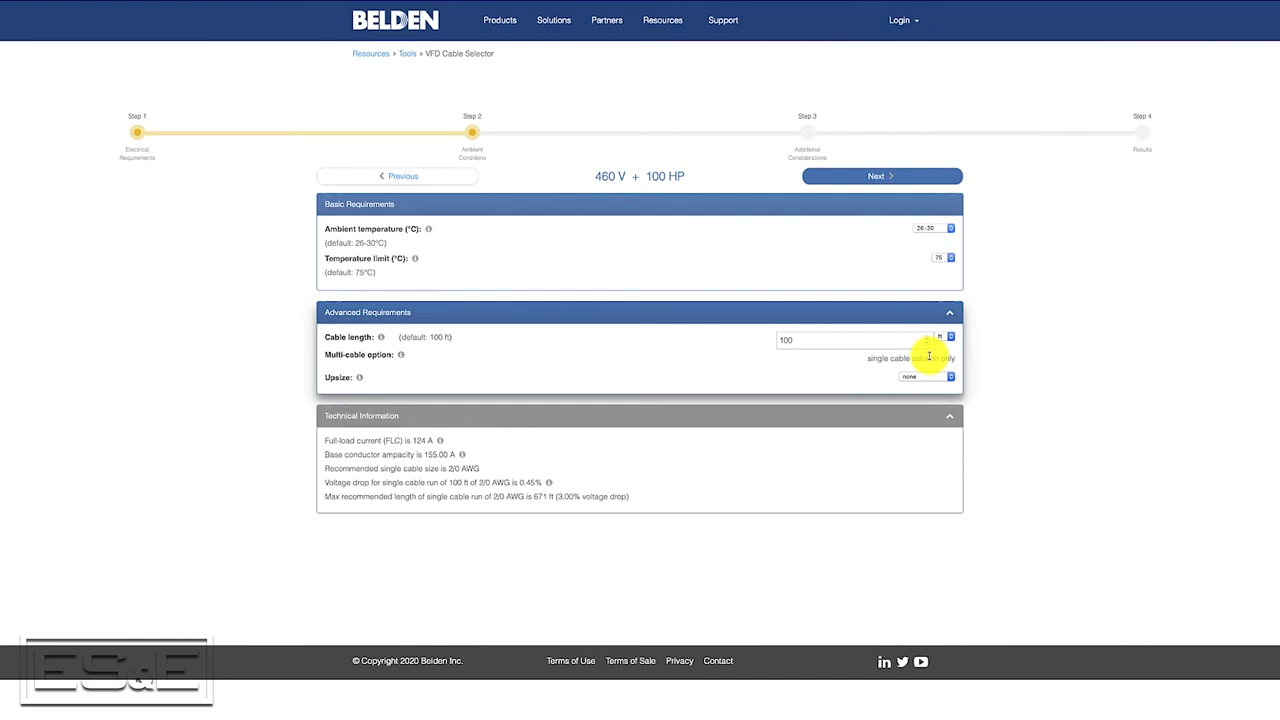 BELDEN
Products Solutions Partners Resources Support Login
Resources › Tools › VFD Cable Selector
Step 1 Step 2 Step 3 Step 4
Electrical Requirements
Ambient Conditions
Additional Considerations
Results
Previous
460 V + 100 HP
Next
Basic Requirements
Ambient temperature (°C): 26-30
(default: 26-30°C)
Temperature limit (°C): 75
(default: 75°C)
Advanced Requirements
Cable length: (default: 100 ft) 100 ft
Multi-cable option: single cable solution only
Upsize: none
Technical Information
Full-load current (FLC) is 124 A
Base conductor ampacity is 155.00 A
Recommended single cable size is 2/0 AWG
Voltage drop for single cable run of 100 ft of 2/0 AWG is 0.45%
Max recommended length of single cable run of 2/0 AWG is 671 ft (3.00% voltage drop)
© Copyright 2020 Belden Inc. Terms of Use Terms of Sale Privacy Contact
ES&E